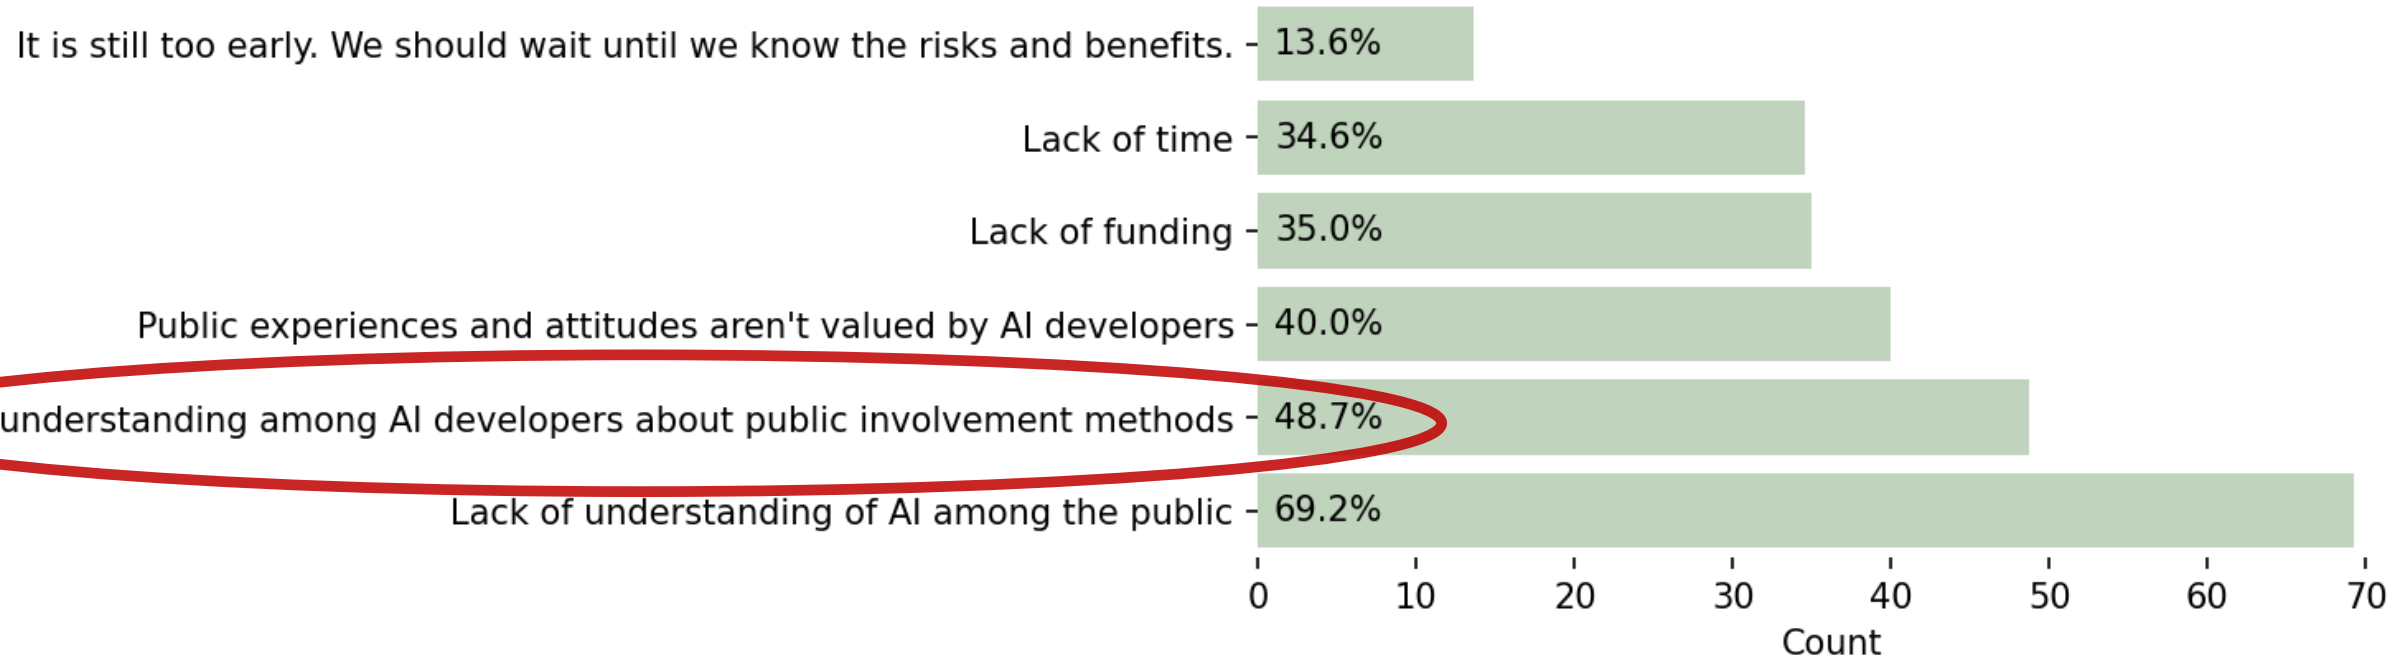 It is still too early. We should wait until we know the risks and benefits. 13.6%
Lack of time 34.6%
Lack of funding 35.0%
Public experiences and attitudes aren't valued by AI developers 40.0%
understanding among AI developers about public involvement methods 48.7%
Lack of understanding of AI among the public 69.2%
0 10 20 30 40 50 60 70
Count